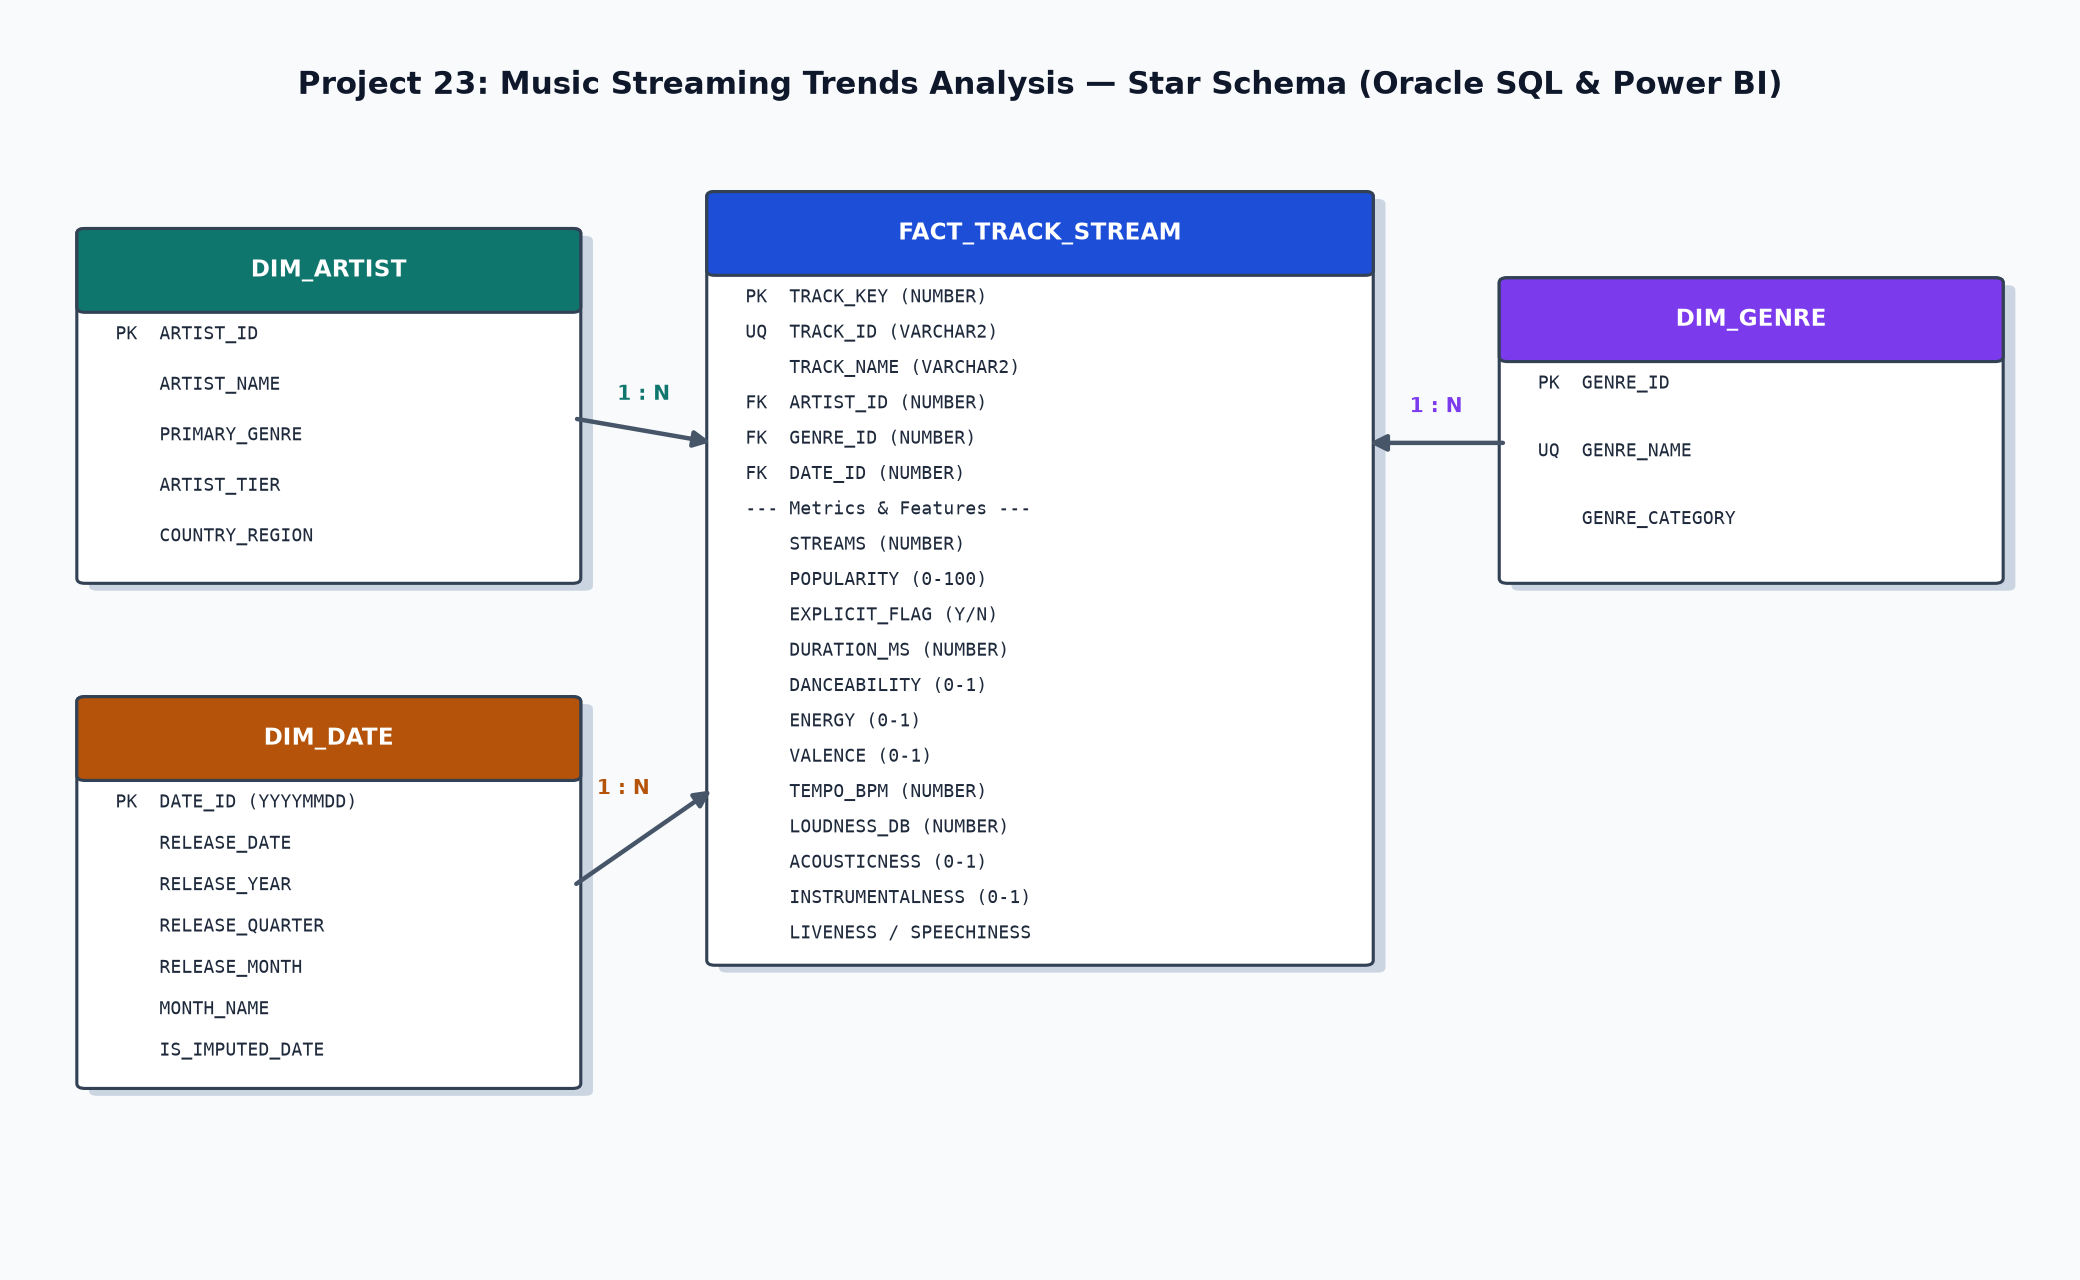 Project 23: Music Streaming Trends Analysis — Star Schema (Oracle SQL & Power BI)
DIM_ARTIST
PK ARTIST_ID
ARTIST_NAME
PRIMARY_GENRE
ARTIST_TIER
COUNTRY_REGION
1 : N
FACT_TRACK_STREAM
PK TRACK_KEY (NUMBER)
UQ TRACK_ID (VARCHAR2)
TRACK_NAME (VARCHAR2)
FK ARTIST_ID (NUMBER)
FK GENRE_ID (NUMBER)
FK DATE_ID (NUMBER)
--- Metrics & Features ---
STREAMS (NUMBER)
POPULARITY (0-100)
EXPLICIT_FLAG (Y/N)
DURATION_MS (NUMBER)
DANCEABILITY (0-1)
ENERGY (0-1)
VALENCE (0-1)
TEMPO_BPM (NUMBER)
LOUDNESS_DB (NUMBER)
ACOUSTICNESS (0-1)
INSTRUMENTALNESS (0-1)
LIVENESS / SPEECHINESS
1 : N
DIM_GENRE
PK GENRE_ID
UQ GENRE_NAME
GENRE_CATEGORY
DIM_DATE
PK DATE_ID (YYYYMMDD)
RELEASE_DATE
RELEASE_YEAR
RELEASE_QUARTER
RELEASE_MONTH
MONTH_NAME
IS_IMPUTED_DATE
1 : N